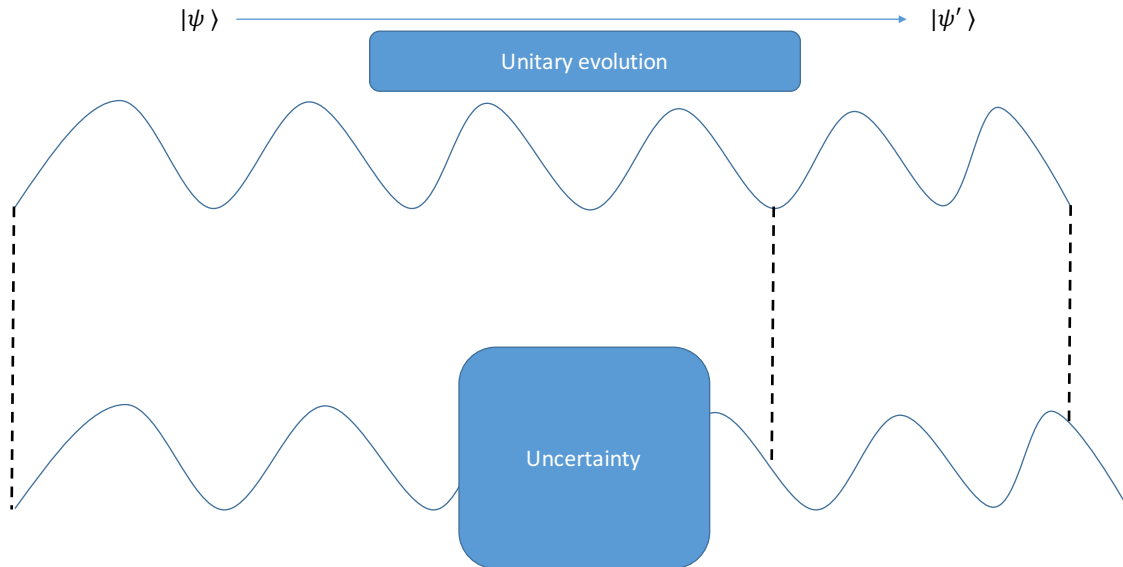 |ψ ⟩ |ψ′ ⟩
Unitary evolution
Uncertainty